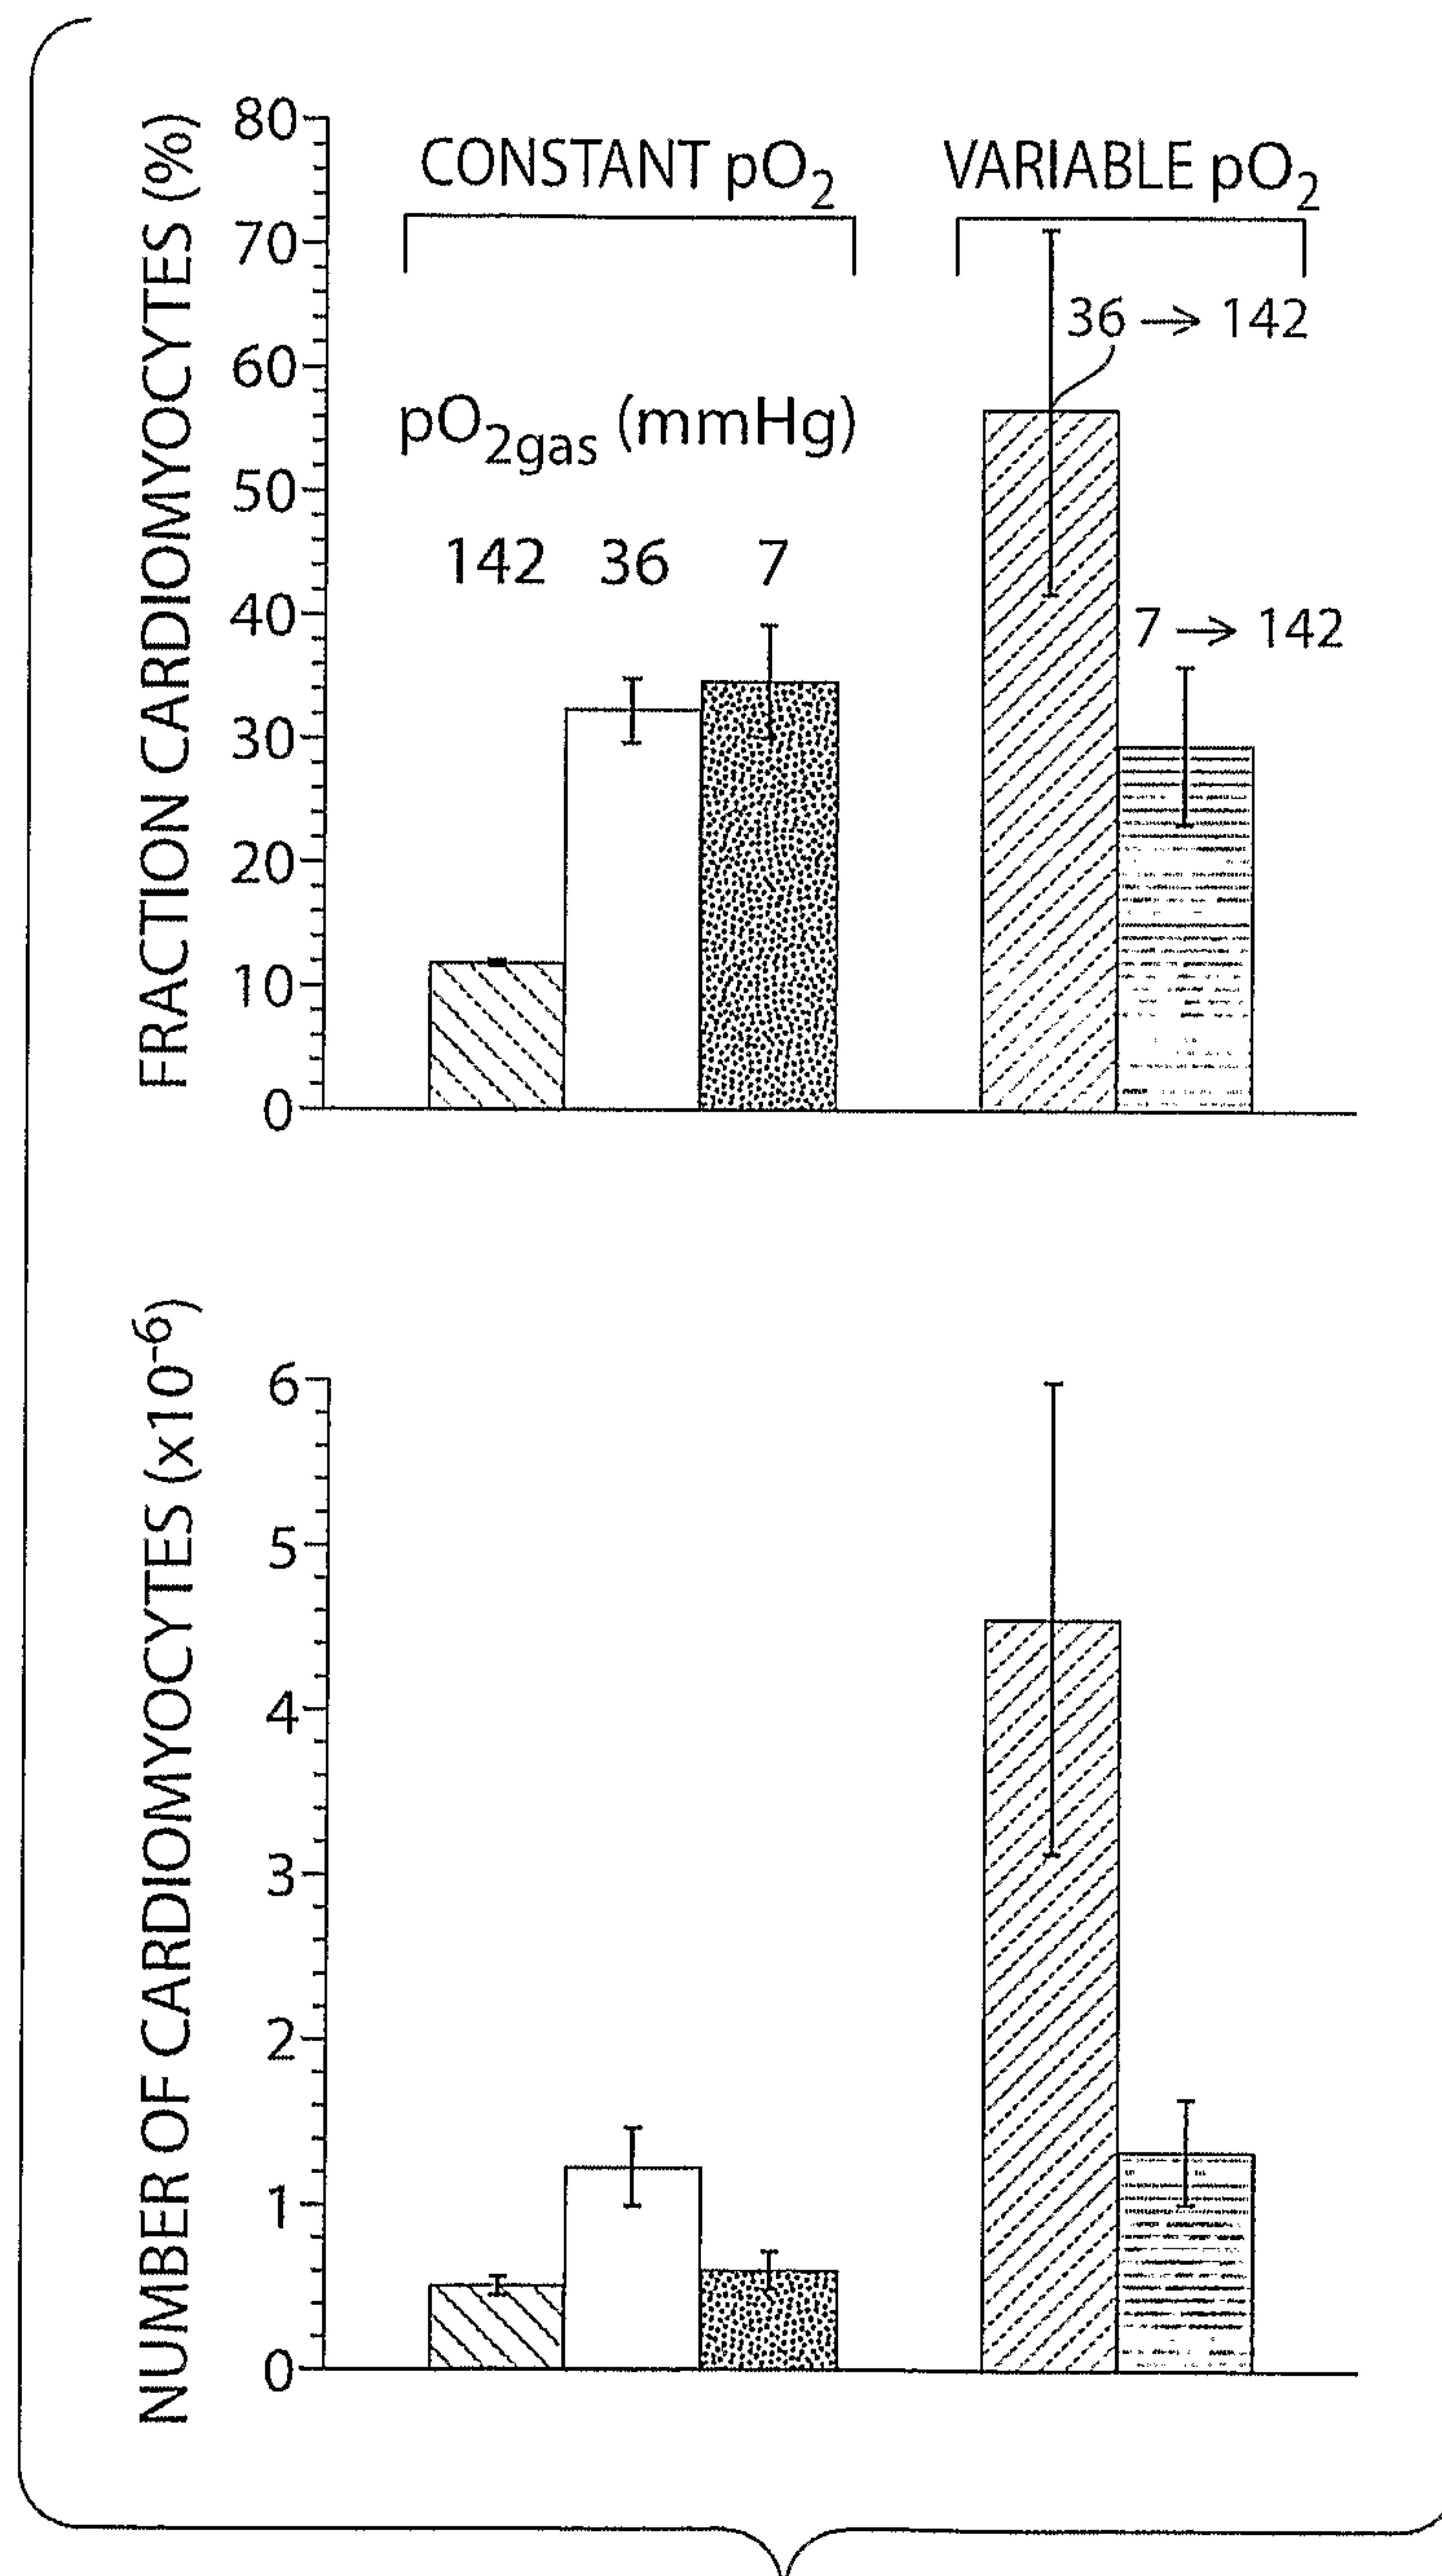 FRACTION CARDIOMYOCYTES (%)
80
70
60
50
40
30
20
10
0
CONSTANT pO2
VARIABLE pO2
36 → 142
pO2gas (mmHg)
142 36 7
7 → 142
NUMBER OF CARDIOMYOCYTES (x10⁻⁶)
6
5
4
3
2
1
0